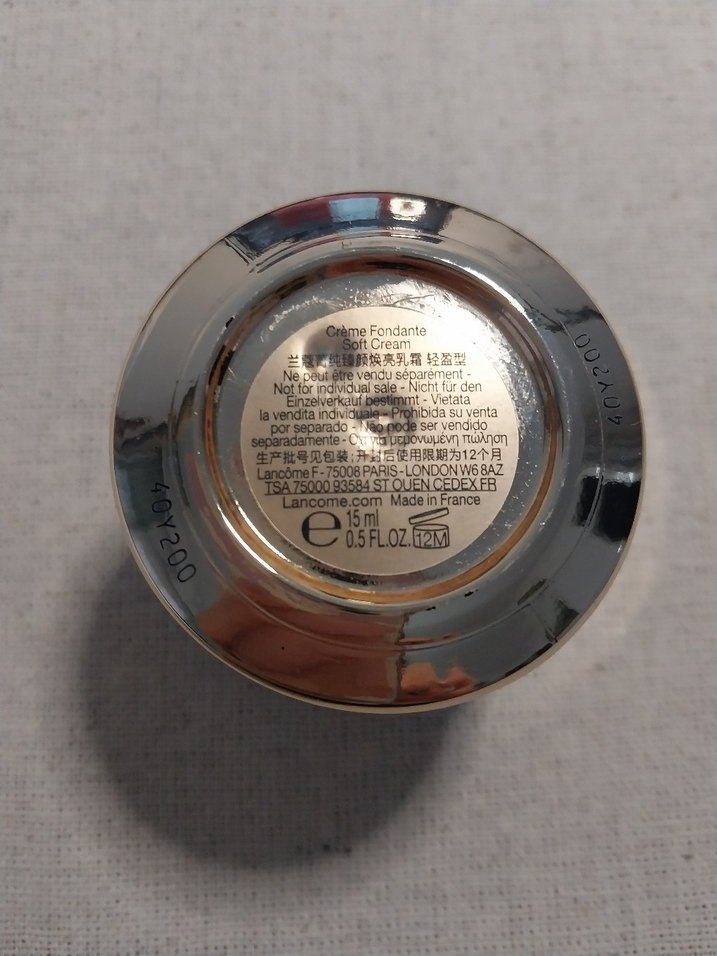 Crème Fondante
Soft Cream
兰蔻菁纯臻颜焕亮乳霜 轻盈型
Ne peut être vendu séparément -
Not for individual sale - Nicht für den
Einzelverkauf bestimmt - Vietata
la vendita individuale - Prohibida su venta
por separado - Não pode ser vendido
separadamente - Όχι για μεμονωμένη πώληση
生产批号见包装;开封后使用限期为12个月
Lancôme F - 75008 PARIS - LONDON W6 8AZ
TSA 75000 93584 ST OUEN CEDEX FR
Lancome.com Made in France
e 15 ml
0.5 FL.OZ. 12M
40Y200
40Y200